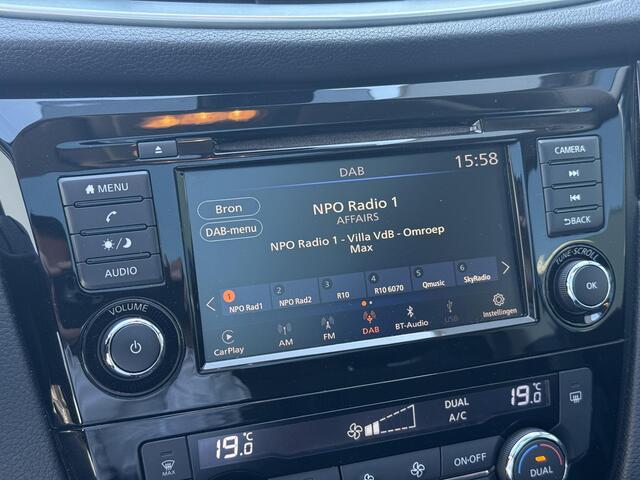 DAB
15:58
Bron
DAB-menu
NPO Radio 1
AFFAIRS
NPO Radio 1 - Villa VdB - Omroep
Max
1 NPO Rad1
2 NPO Rad2
3 R10
4 R10 6070
5 Qmusic
6 SkyRadio
CarPlay
AM
FM
DAB
BT-Audio
USB
Instellingen
MENU
AUDIO
VOLUME
CAMERA
BACK
TUNE·SCROLL
OK
19.0°C
DUAL
A/C
19.0°C
MAX
ON·OFF
DUAL